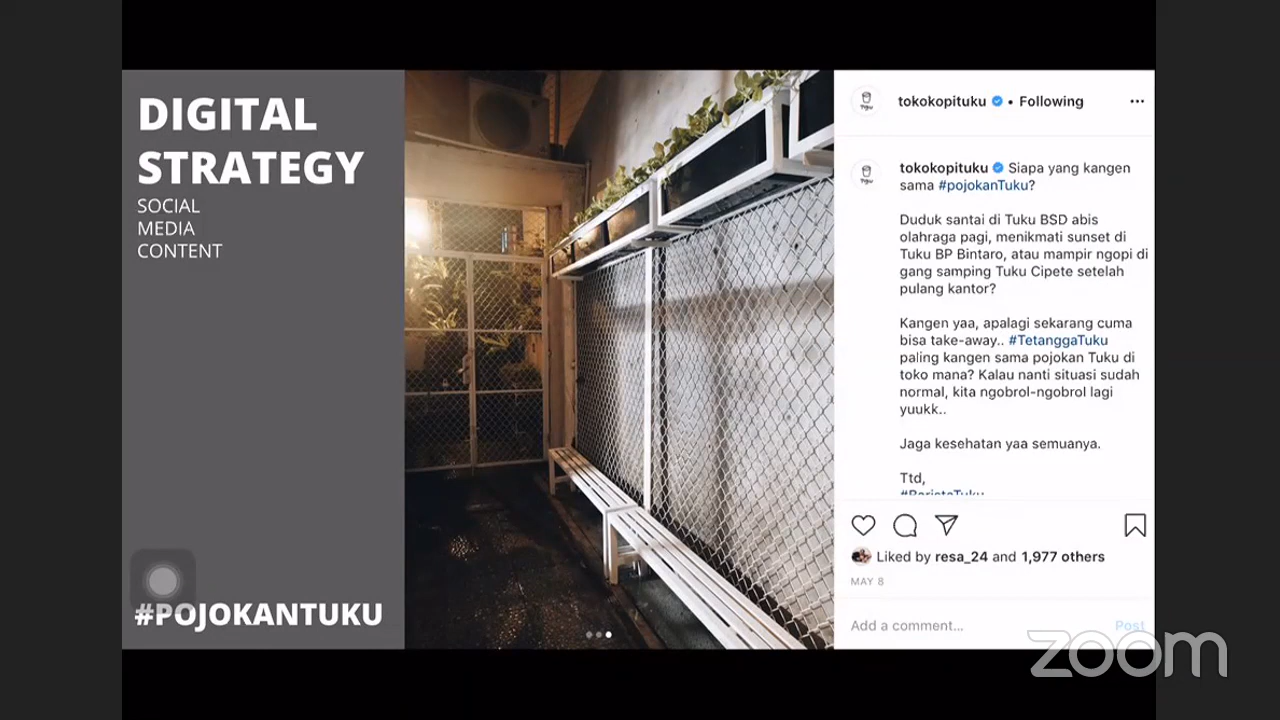 DIGITAL
STRATEGY
SOCIAL
MEDIA
CONTENT
#POJOKANTUKU
tokokopituku • Following
tokokopituku Siapa yang kangen
sama #pojokanTuku?
Duduk santai di Tuku BSD abis
olahraga pagi, menikmati sunset di
Tuku BP Bintaro, atau mampir ngopi di
gang samping Tuku Cipete setelah
pulang kantor?
Kangen yaa, apalagi sekarang cuma
bisa take-away.. #TetanggaTuku
paling kangen sama pojokan Tuku di
toko mana? Kalau nanti situasi sudah
normal, kita ngobrol-ngobrol lagi
yuukk..
Jaga kesehatan yaa semuanya.
Ttd,
#BaristaTuku
Liked by resa_24 and 1,977 others
MAY 8
Add a comment...
Post
zoom